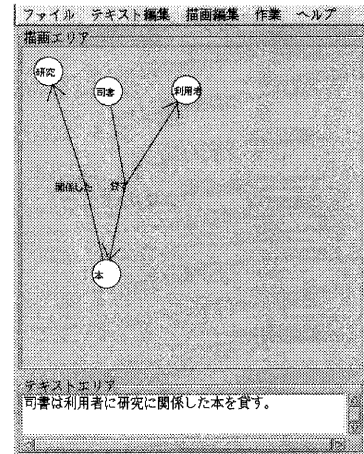 ファイル テキスト編集 描画編集 作業 ヘルプ
描画エリア
研究
司書
利用者
関係した
貸す
本
テキストエリア
司書は利用者に研究に関係した本を貸す。